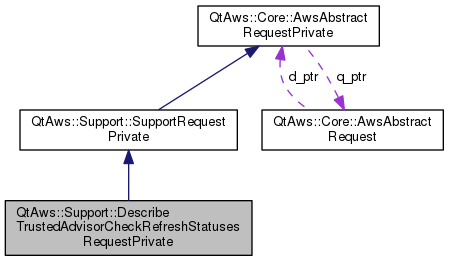 QtAws::Core::AwsAbstract
RequestPrivate
d_ptr
q_ptr
QtAws::Support::SupportRequest
Private
QtAws::Core::AwsAbstract
Request
QtAws::Support::Describe
TrustedAdvisorCheckRefreshStatuses
RequestPrivate